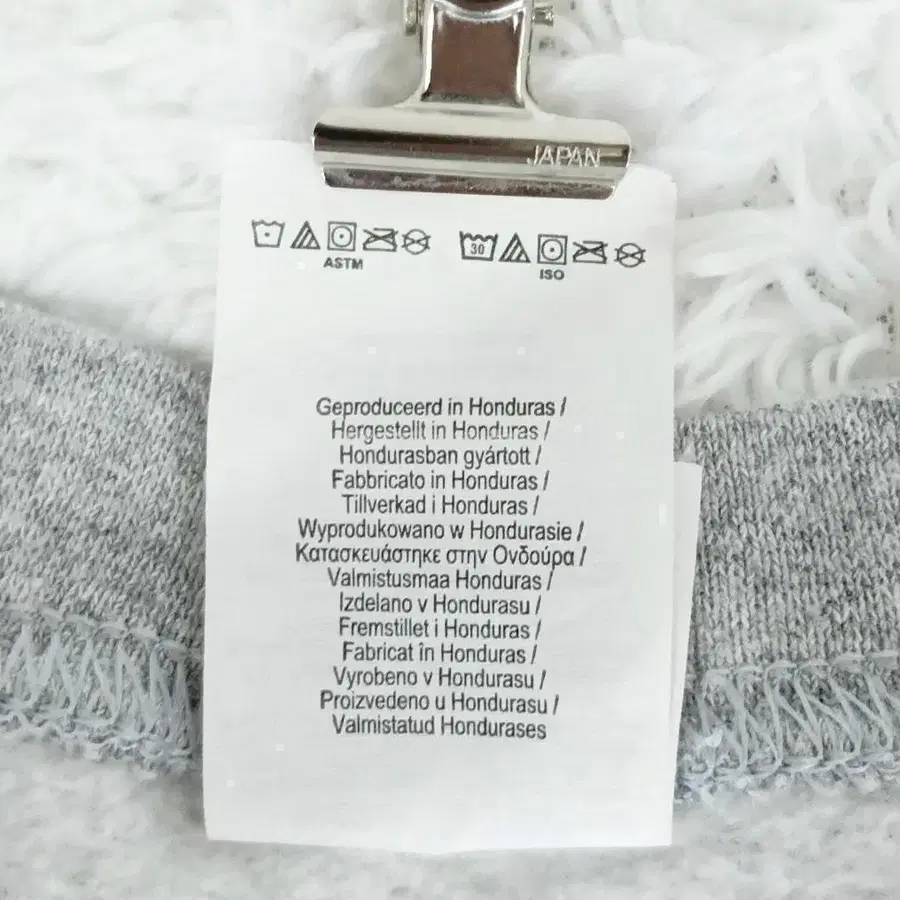 JAPAN
ASTM
30
ISO
Geproduceerd in Honduras /
Hergestellt in Honduras /
Hondurasban gyártott /
Fabbricato in Honduras /
Tillverkad i Honduras /
Wyprodukowano w Hondurasie /
Κατασκευάστηκε στην Ονδούρα /
Valmistusmaa Honduras /
Izdelano v Hondurasu /
Fremstillet i Honduras /
Fabricat în Honduras /
Vyrobeno v Hondurasu /
Proizvedeno u Hondurasu /
Valmistatud Hondurases